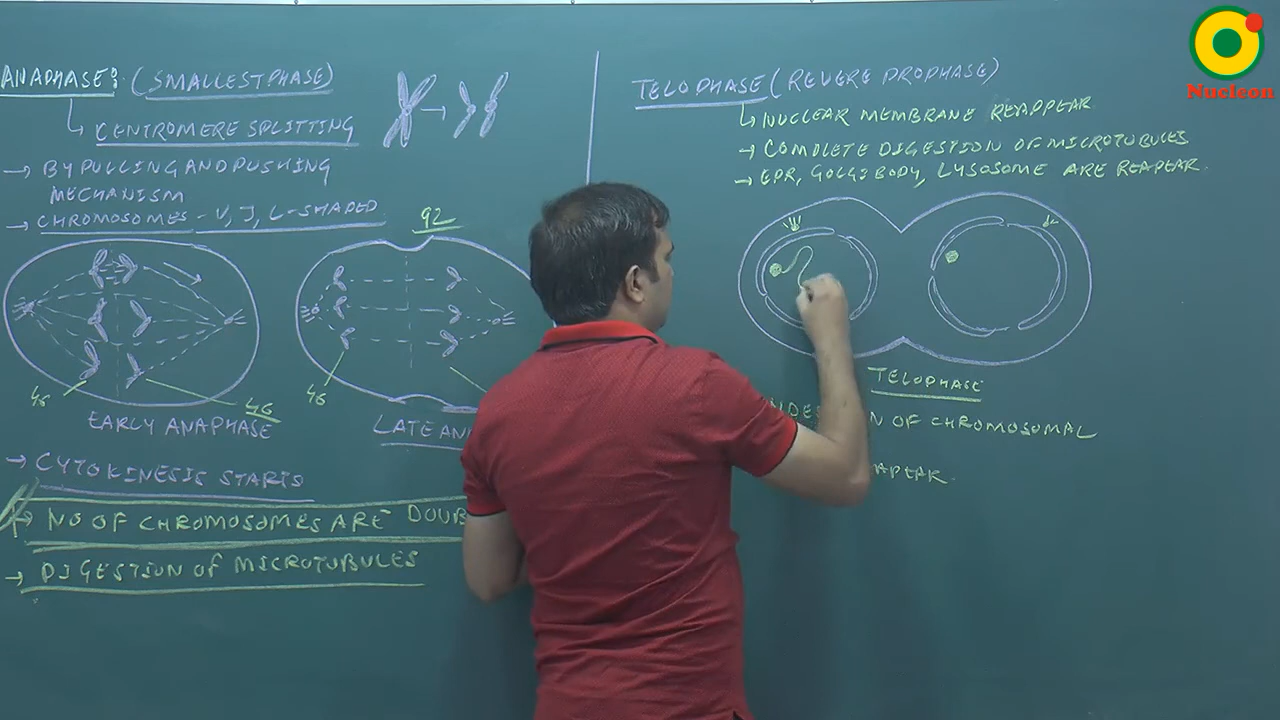 ANAPHASE: (SMALLEST PHASE)
CENTROMERE SPLITTING
→ BY PULLING AND PUSHING
MECHANISM
→ CHROMOSOMES - V, J, L-SHADED
92
46
46
EARLY ANAPHASE
46
LATE AN
→ CYTOKINESIS STARTS
→ NO OF CHROMOSOMES ARE DOUB
→ DIGESTION OF MICROTUBULES
TELOPHASE (REVERE PROPHASE)
NUCLEAR MEMBRANE REAPPEAR
→ COMPLETE DIGESTION OF MICROTUBULES
→ EPR, GOLGI BODY, LYSOSOME ARE REAPEAR
TELOPHASE
N OF CHROMOSOMAL
APEAR.
Nucleon